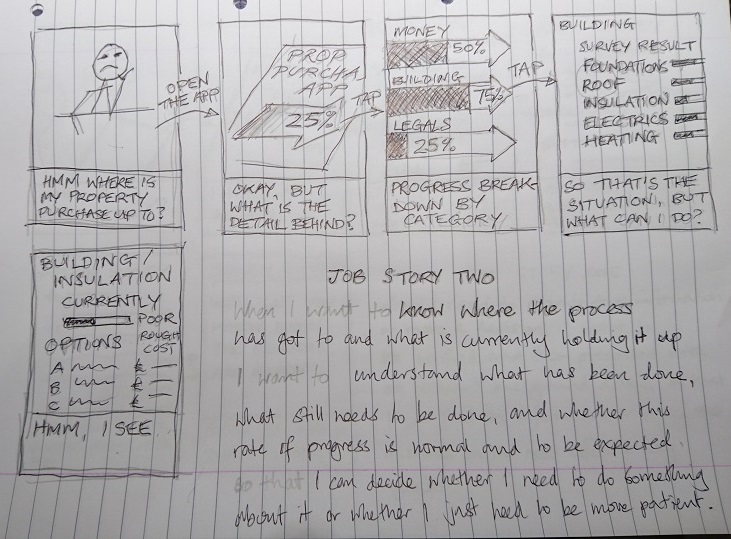 OPEN
THE APP
HMM WHERE IS
MY PROPERTY
PURCHASE UP TO?
PROP
PURCHA
APP
25%
TAP
OKAY, BUT
WHAT IS THE
DETAIL BEHIND?
MONEY
50%
BUILDING
75%
LEGALS
25%
TAP
PROGRESS BREAK-
DOWN BY
CATEGORY
BUILDING
SURVEY RESULT
FOUNDATIONS
ROOF
INSULATION
ELECTRICS
HEATING
SO THAT'S THE
SITUATION, BUT
WHAT CAN I DO?
BUILDING/
INSULATION
CURRENTLY
POOR
OPTIONS ROUGH
COST
A £
B £
C £
HMM, I SEE
JOB STORY TWO
When I want to know where the process
has got to and what is currently holding it up
I want to understand what has been done,
what still needs to be done, and whether this
rate of progress is normal and to be expected.
so that I can decide whether I need to do something
about it or whether I just need to be more patient.